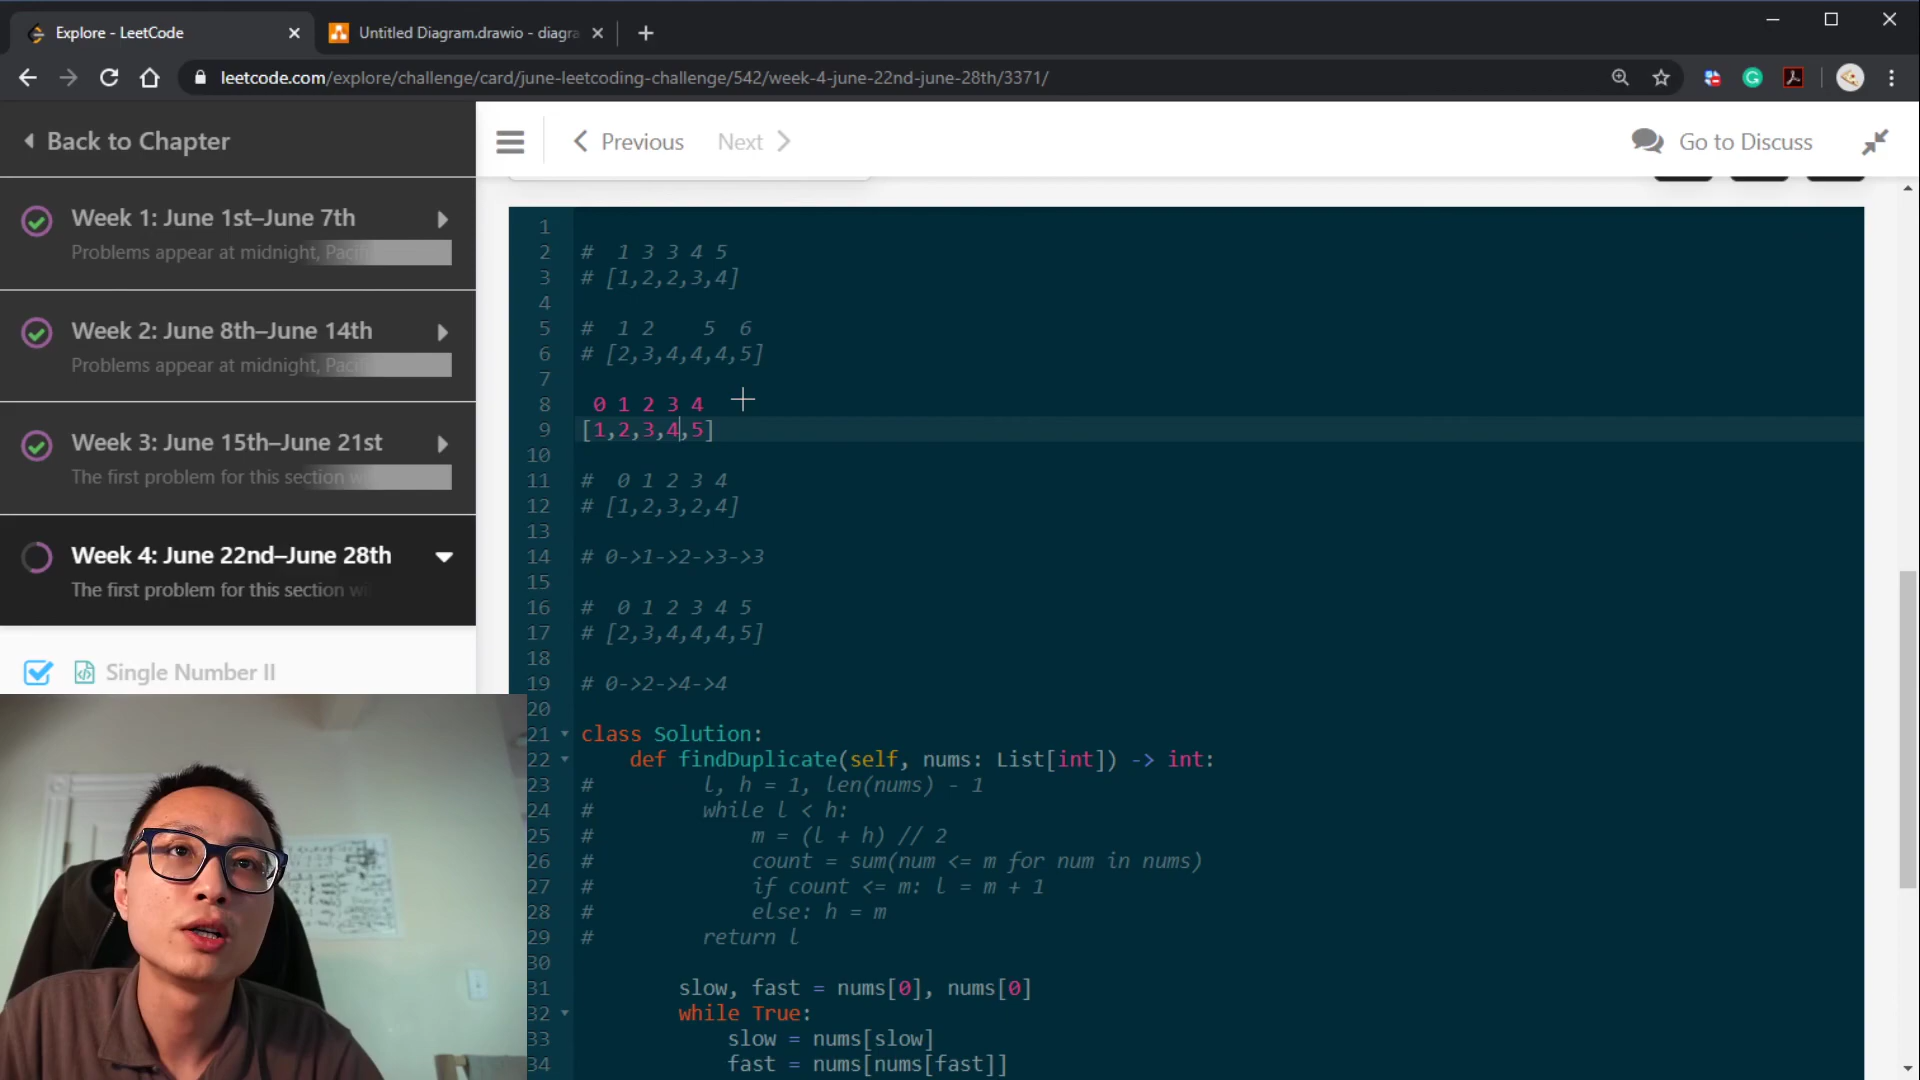 Explore - LeetCode
Untitled Diagram.drawio - diagra
leetcode.com/explore/challenge/card/june-leetcoding-challenge/542/week-4-june-22nd-june-28th/3371/
Back to Chapter
Previous
Next
Go to Discuss
Week 1: June 1st–June 7th
Problems appear at midnight, Pacif
Week 2: June 8th–June 14th
Problems appear at midnight, Pacif
Week 3: June 15th–June 21st
The first problem for this section w
Week 4: June 22nd–June 28th
The first problem for this section wi
Single Number II
1
2 #  1 3 3 4 5
3 # [1,2,2,3,4]
4
5 #  1 2    5  6
6 # [2,3,4,4,4,5]
7
8  0 1 2 3 4
9 [1,2,3,4,5]
10
11 #  0 1 2 3 4
12 # [1,2,3,2,4]
13
14 # 0->1->2->3->3
15
16 #  0 1 2 3 4 5
17 # [2,3,4,4,4,5]
18
19 # 0->2->4->4
20
21 class Solution:
22     def findDuplicate(self, nums: List[int]) -> int:
23 #         l, h = 1, len(nums) - 1
24 #         while l < h:
25 #             m = (l + h) // 2
26 #             count = sum(num <= m for num in nums)
27 #             if count <= m: l = m + 1
28 #             else: h = m
29 #         return l
30
31         slow, fast = nums[0], nums[0]
32         while True:
33             slow = nums[slow]
34             fast = nums[nums[fast]]